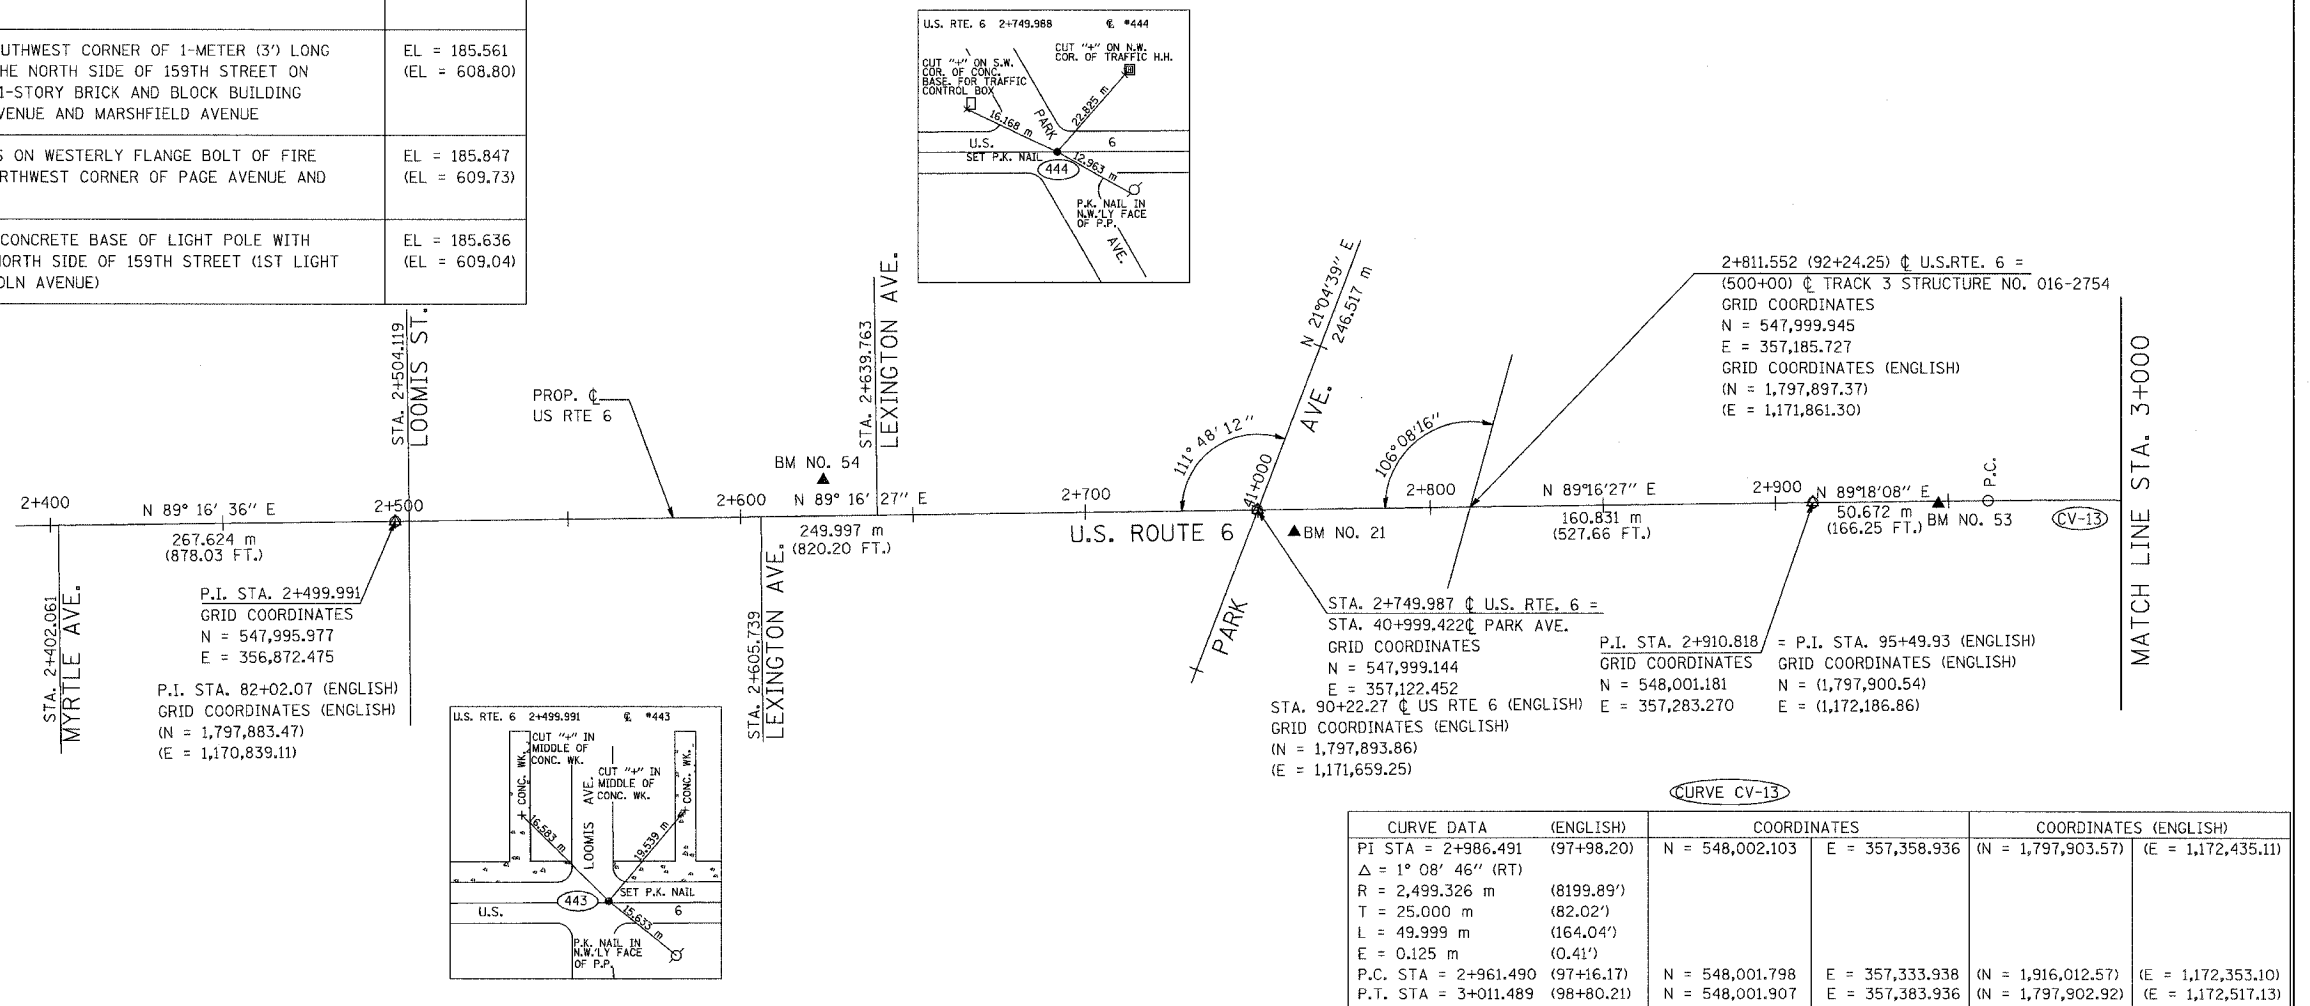 UTHWEST CORNER OF 1-METER (3') LONG
HE NORTH SIDE OF 159TH STREET ON
1-STORY BRICK AND BLOCK BUILDING
VENUE AND MARSHFIELD AVENUE
EL = 185.561
(EL = 608.80)
S ON WESTERLY FLANGE BOLT OF FIRE
RTHWEST CORNER OF PAGE AVENUE AND
EL = 185.847
(EL = 609.73)
CONCRETE BASE OF LIGHT POLE WITH
NORTH SIDE OF 159TH STREET (1ST LIGHT
OLN AVENUE)
EL = 185.636
(EL = 609.04)
U.S. RTE. 6 2+749.988 ℄ #444
CUT "+" ON S.W.
COR. OF CONC.
BASE. FOR TRAFFIC
CONTROL BOX
CUT "+" ON N.W.
COR. OF TRAFFIC H.H.
16.168 m
PARK
22.825 m
U.S.
6
SET P.K. NAIL
444
12.963 m
P.K. NAIL IN
N.W.'LY FACE
OF P.P.
AVE.
2+400
N 89° 16' 36" E
267.624 m
(878.03 FT.)
STA. 2+402.061
MYRTLE AVE.
2+500
STA. 2+504.119
LOOMIS ST.
P.I. STA. 2+499.991
GRID COORDINATES
N = 547,995.977
E = 356,872.475
P.I. STA. 82+02.07 (ENGLISH)
GRID COORDINATES (ENGLISH)
(N = 1,797,883.47)
(E = 1,170,839.11)
PROP. ℄
US RTE 6
2+600
BM NO. 54
N 89° 16' 27" E
249.997 m
(820.20 FT.)
STA. 2+639.763
LEXINGTON AVE.
STA. 2+605.739
LEXINGTON AVE.
U.S. RTE. 6 2+499.991 ℄ #443
CUT "+" IN
MIDDLE OF
CONC. WK.
CUT "+" IN
MIDDLE OF
CONC. WK.
CONC. WK.
CONC. WK.
LOOMIS AVE.
16.583 m
19.539 m
SET P.K. NAIL
443
U.S.
6
15.633 m
P.K. NAIL IN
N.W.'LY FACE
OF P.P.
2+700
U.S. ROUTE 6
111° 48' 12"
41+000
N 21°04'39" E
246.517 m
PARK AVE.
BM NO. 21
106°08'16"
2+800
N 89°16'27" E
160.831 m
(527.66 FT.)
2+811.552 (92+24.25) ℄ U.S.RTE. 6 =
(500+00) ℄ TRACK 3 STRUCTURE NO. 016-2754
GRID COORDINATES
N = 547,999.945
E = 357,185.727
GRID COORDINATES (ENGLISH)
(N = 1,797,897.37)
(E = 1,171,861.30)
STA. 2+749.987 ℄ U.S. RTE. 6 =
STA. 40+999.422℄ PARK AVE.
GRID COORDINATES
N = 547,999.144
E = 357,122.452
STA. 90+22.27 ℄ US RTE 6 (ENGLISH)
GRID COORDINATES (ENGLISH)
(N = 1,797,893.86)
(E = 1,171,659.25)
2+900
N 89°18'08" E
50.672 m
(166.25 FT.)
BM NO. 53
P.C.
CV-13
MATCH LINE STA. 3+000
P.I. STA. 2+910.818 = P.I. STA. 95+49.93 (ENGLISH)
GRID COORDINATES GRID COORDINATES (ENGLISH)
N = 548,001.181 N = (1,797,900.54)
E = 357,283.270 E = (1,172,186.86)
CURVE CV-13
CURVE DATA (ENGLISH) COORDINATES COORDINATES (ENGLISH)
PI STA = 2+986.491 (97+98.20) N = 548,002.103 E = 357,358.936 (N = 1,797,903.57) (E = 1,172,435.11)
Δ = 1° 08' 46" (RT)
R = 2,499.326 m (8199.89')
T = 25.000 m (82.02')
L = 49.999 m (164.04')
E = 0.125 m (0.41')
P.C. STA = 2+961.490 (97+16.17) N = 548,001.798 E = 357,333.938 (N = 1,916,012.57) (E = 1,172,353.10)
P.T. STA = 3+011.489 (98+80.21) N = 548,001.907 E = 357,383.936 (N = 1,797,902.92) (E = 1,172,517.13)